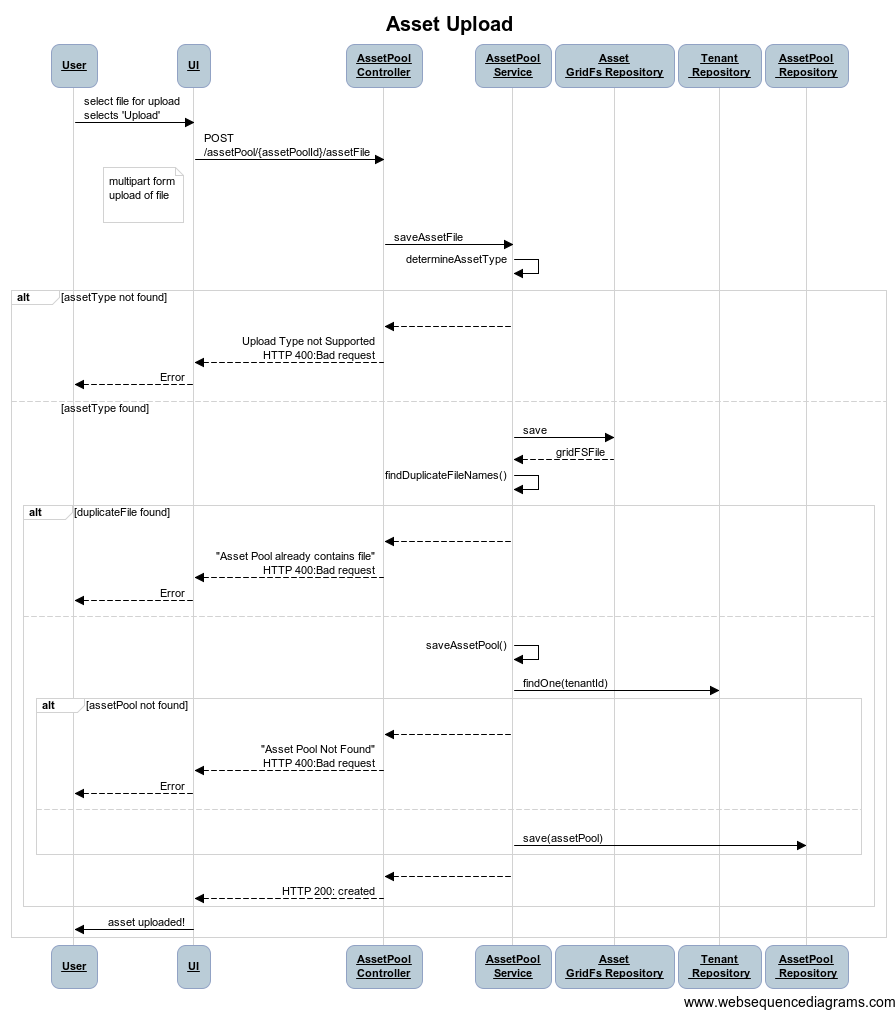 Asset Upload
User
UI
AssetPool
Controller
AssetPool
Service
Asset
GridFs Repository
Tenant
Repository
AssetPool
Repository
select file for upload
selects 'Upload'
POST
/assetPool/{assetPoolId}/assetFile
multipart form
upload of file
saveAssetFile
determineAssetType
alt
[assetType not found]
Upload Type not Supported
HTTP 400:Bad request
Error
[assetType found]
save
gridFSFile
findDuplicateFileNames()
alt
[duplicateFile found]
"Asset Pool already contains file"
HTTP 400:Bad request
Error
saveAssetPool()
findOne(tenantId)
alt
[assetPool not found]
"Asset Pool Not Found"
HTTP 400:Bad request
Error
save(assetPool)
HTTP 200: created
asset uploaded!
User
UI
AssetPool
Controller
AssetPool
Service
Asset
GridFs Repository
Tenant
Repository
AssetPool
Repository
www.websequencediagrams.com